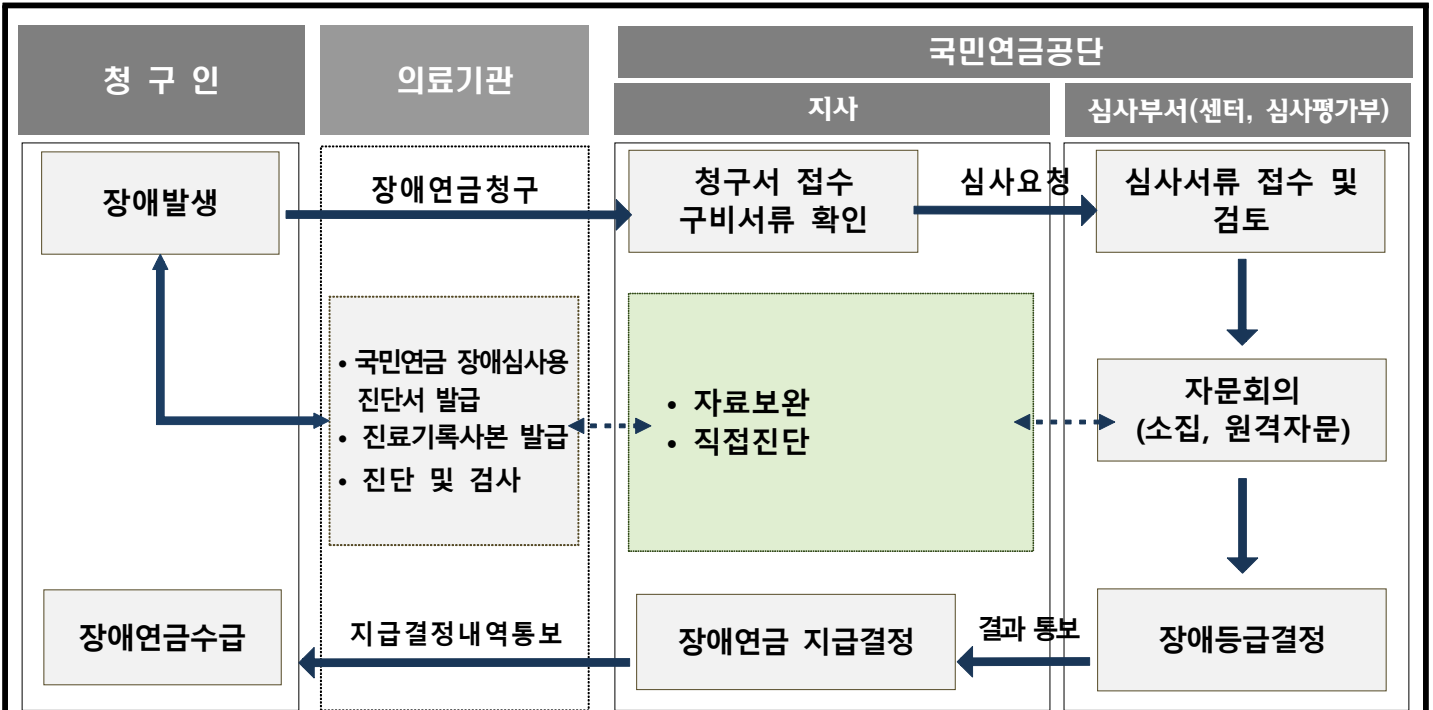 청 구 인
의료기관
국민연금공단
지사
심사부서(센터, 심사평가부)
장애발생
장애연금청구
청구서 접수
구비서류 확인
심사요청
심사서류 접수 및
검토
• 국민연금 장애심사용
진단서 발급
• 진료기록사본 발급
• 진단 및 검사
• 자료보완
• 직접진단
자문회의
(소집, 원격자문)
장애연금수급
지급결정내역통보
장애연금 지급결정
결과 통보
장애등급결정